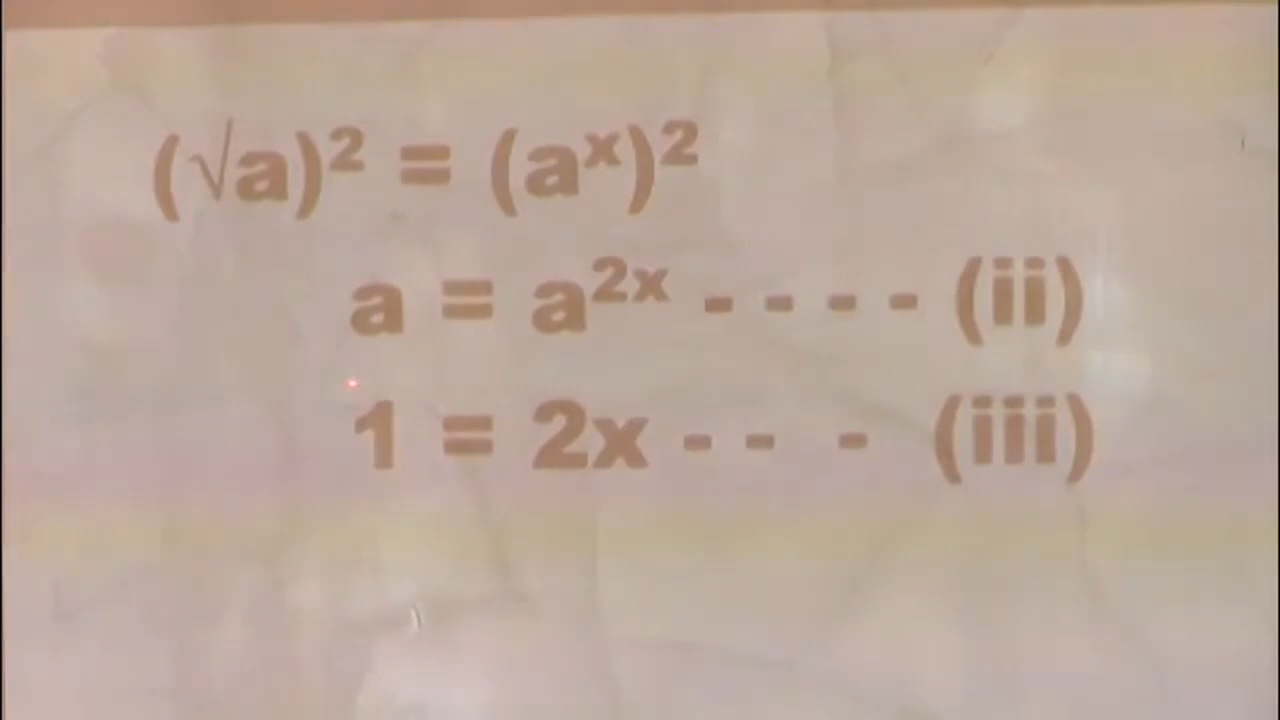 (√a)² = (aˣ)²
a = a²ˣ - - - - (ii)
1 = 2x - - - (iii)